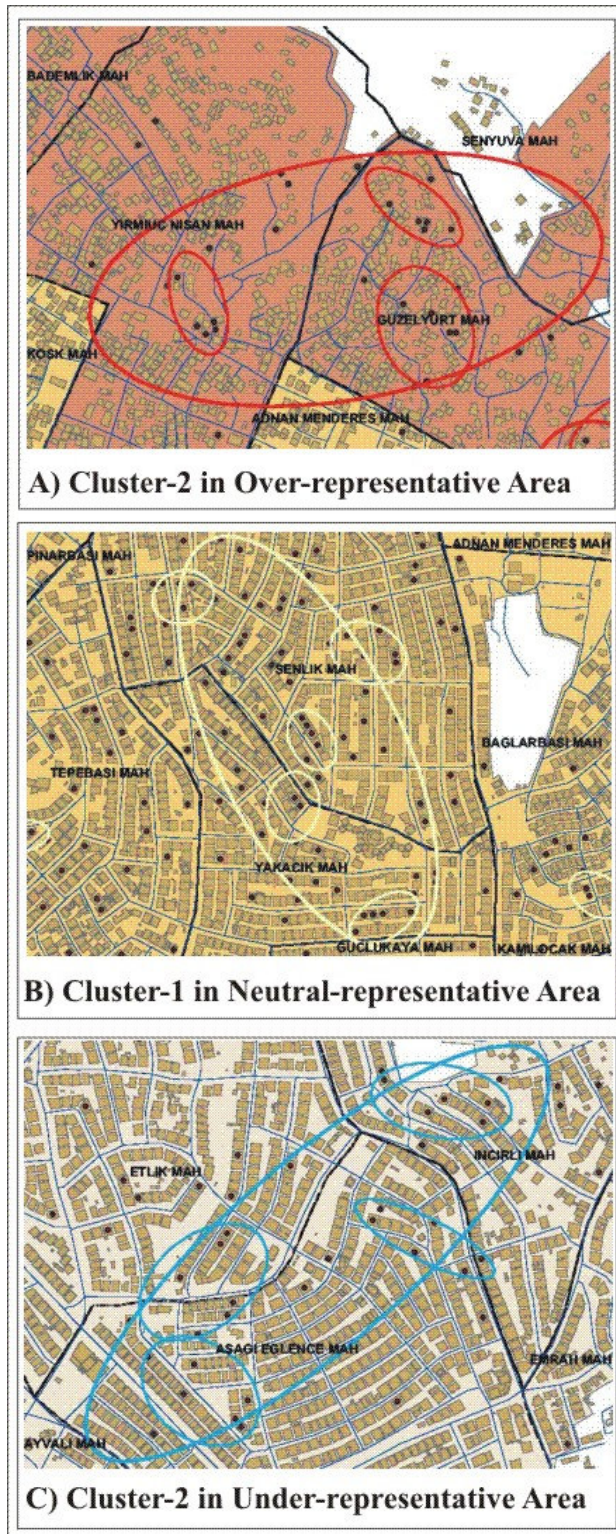 BADEMLIK MAH
SENYUVA MAH
YIRMIUC NISAN MAH
GUZELYURT MAH
KOSK MAH
ADNAN MENDERES MAH
A) Cluster-2 in Over-representative Area
PINARBASI MAH
ADNAN MENDERES MAH
SENLIK MAH
BAGLARBASI MAH
TEPEBASI MAH
YAKACIK MAH
GUCLUKAYA MAH
KAMILOCAK MAH
B) Cluster-1 in Neutral-representative Area
ETLIK MAH
INCIRLI MAH
ASAGI EGLENCE MAH
EMRAH MAH
AYVALI MAH
C) Cluster-2 in Under-representative Area